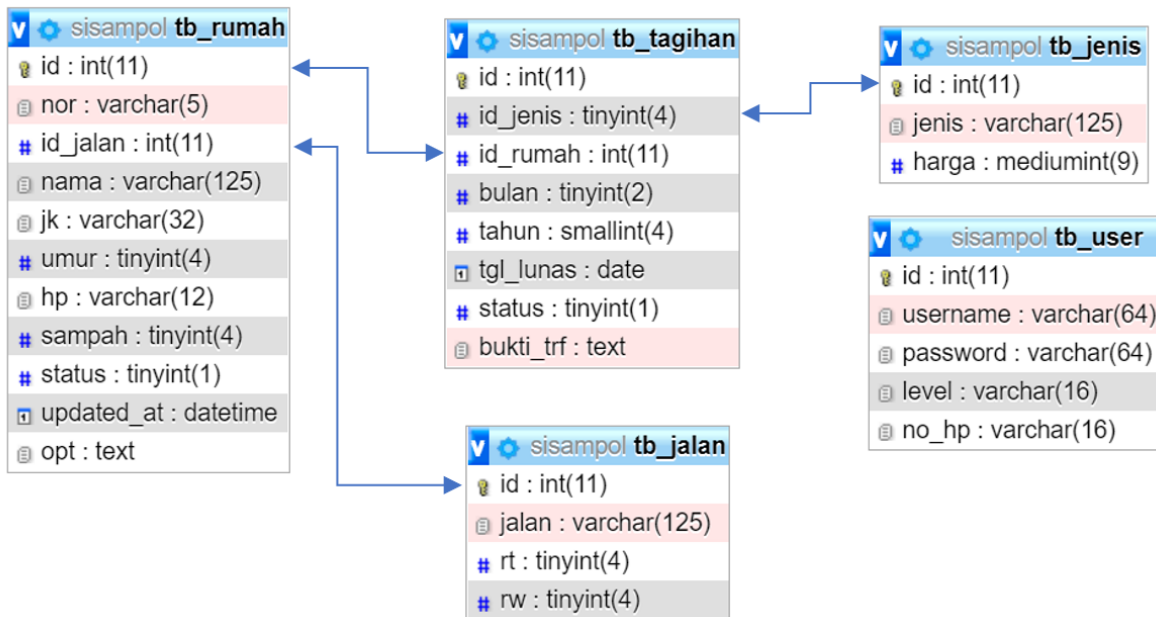 sisampol tb_rumah
id : int(11)
nor : varchar(5)
id_jalan : int(11)
nama : varchar(125)
jk : varchar(32)
umur : tinyint(4)
hp : varchar(12)
sampah : tinyint(4)
status : tinyint(1)
updated_at : datetime
opt : text
sisampol tb_tagihan
id : int(11)
id_jenis : tinyint(4)
id_rumah : int(11)
bulan : tinyint(2)
tahun : smallint(4)
tgl_lunas : date
status : tinyint(1)
bukti_trf : text
sisampol tb_jenis
id : int(11)
jenis : varchar(125)
harga : mediumint(9)
sisampol tb_user
id : int(11)
username : varchar(64)
password : varchar(64)
level : varchar(16)
no_hp : varchar(16)
sisampol tb_jalan
id : int(11)
jalan : varchar(125)
rt : tinyint(4)
rw : tinyint(4)